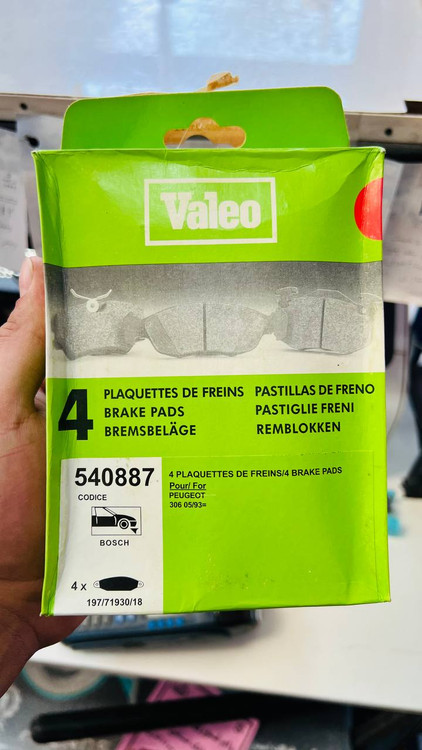 Valeo
4
PLAQUETTES DE FREINS PASTILLAS DE FRENO
BRAKE PADS PASTIGLIE FRENI
BREMSBELÄGE REMBLOKKEN
540887
CODICE
BOSCH
4 x
197/71930/18
4 PLAQUETTES DE FREINS/4 BRAKE PADS
Pour/ For
PEUGEOT
306 05/93=